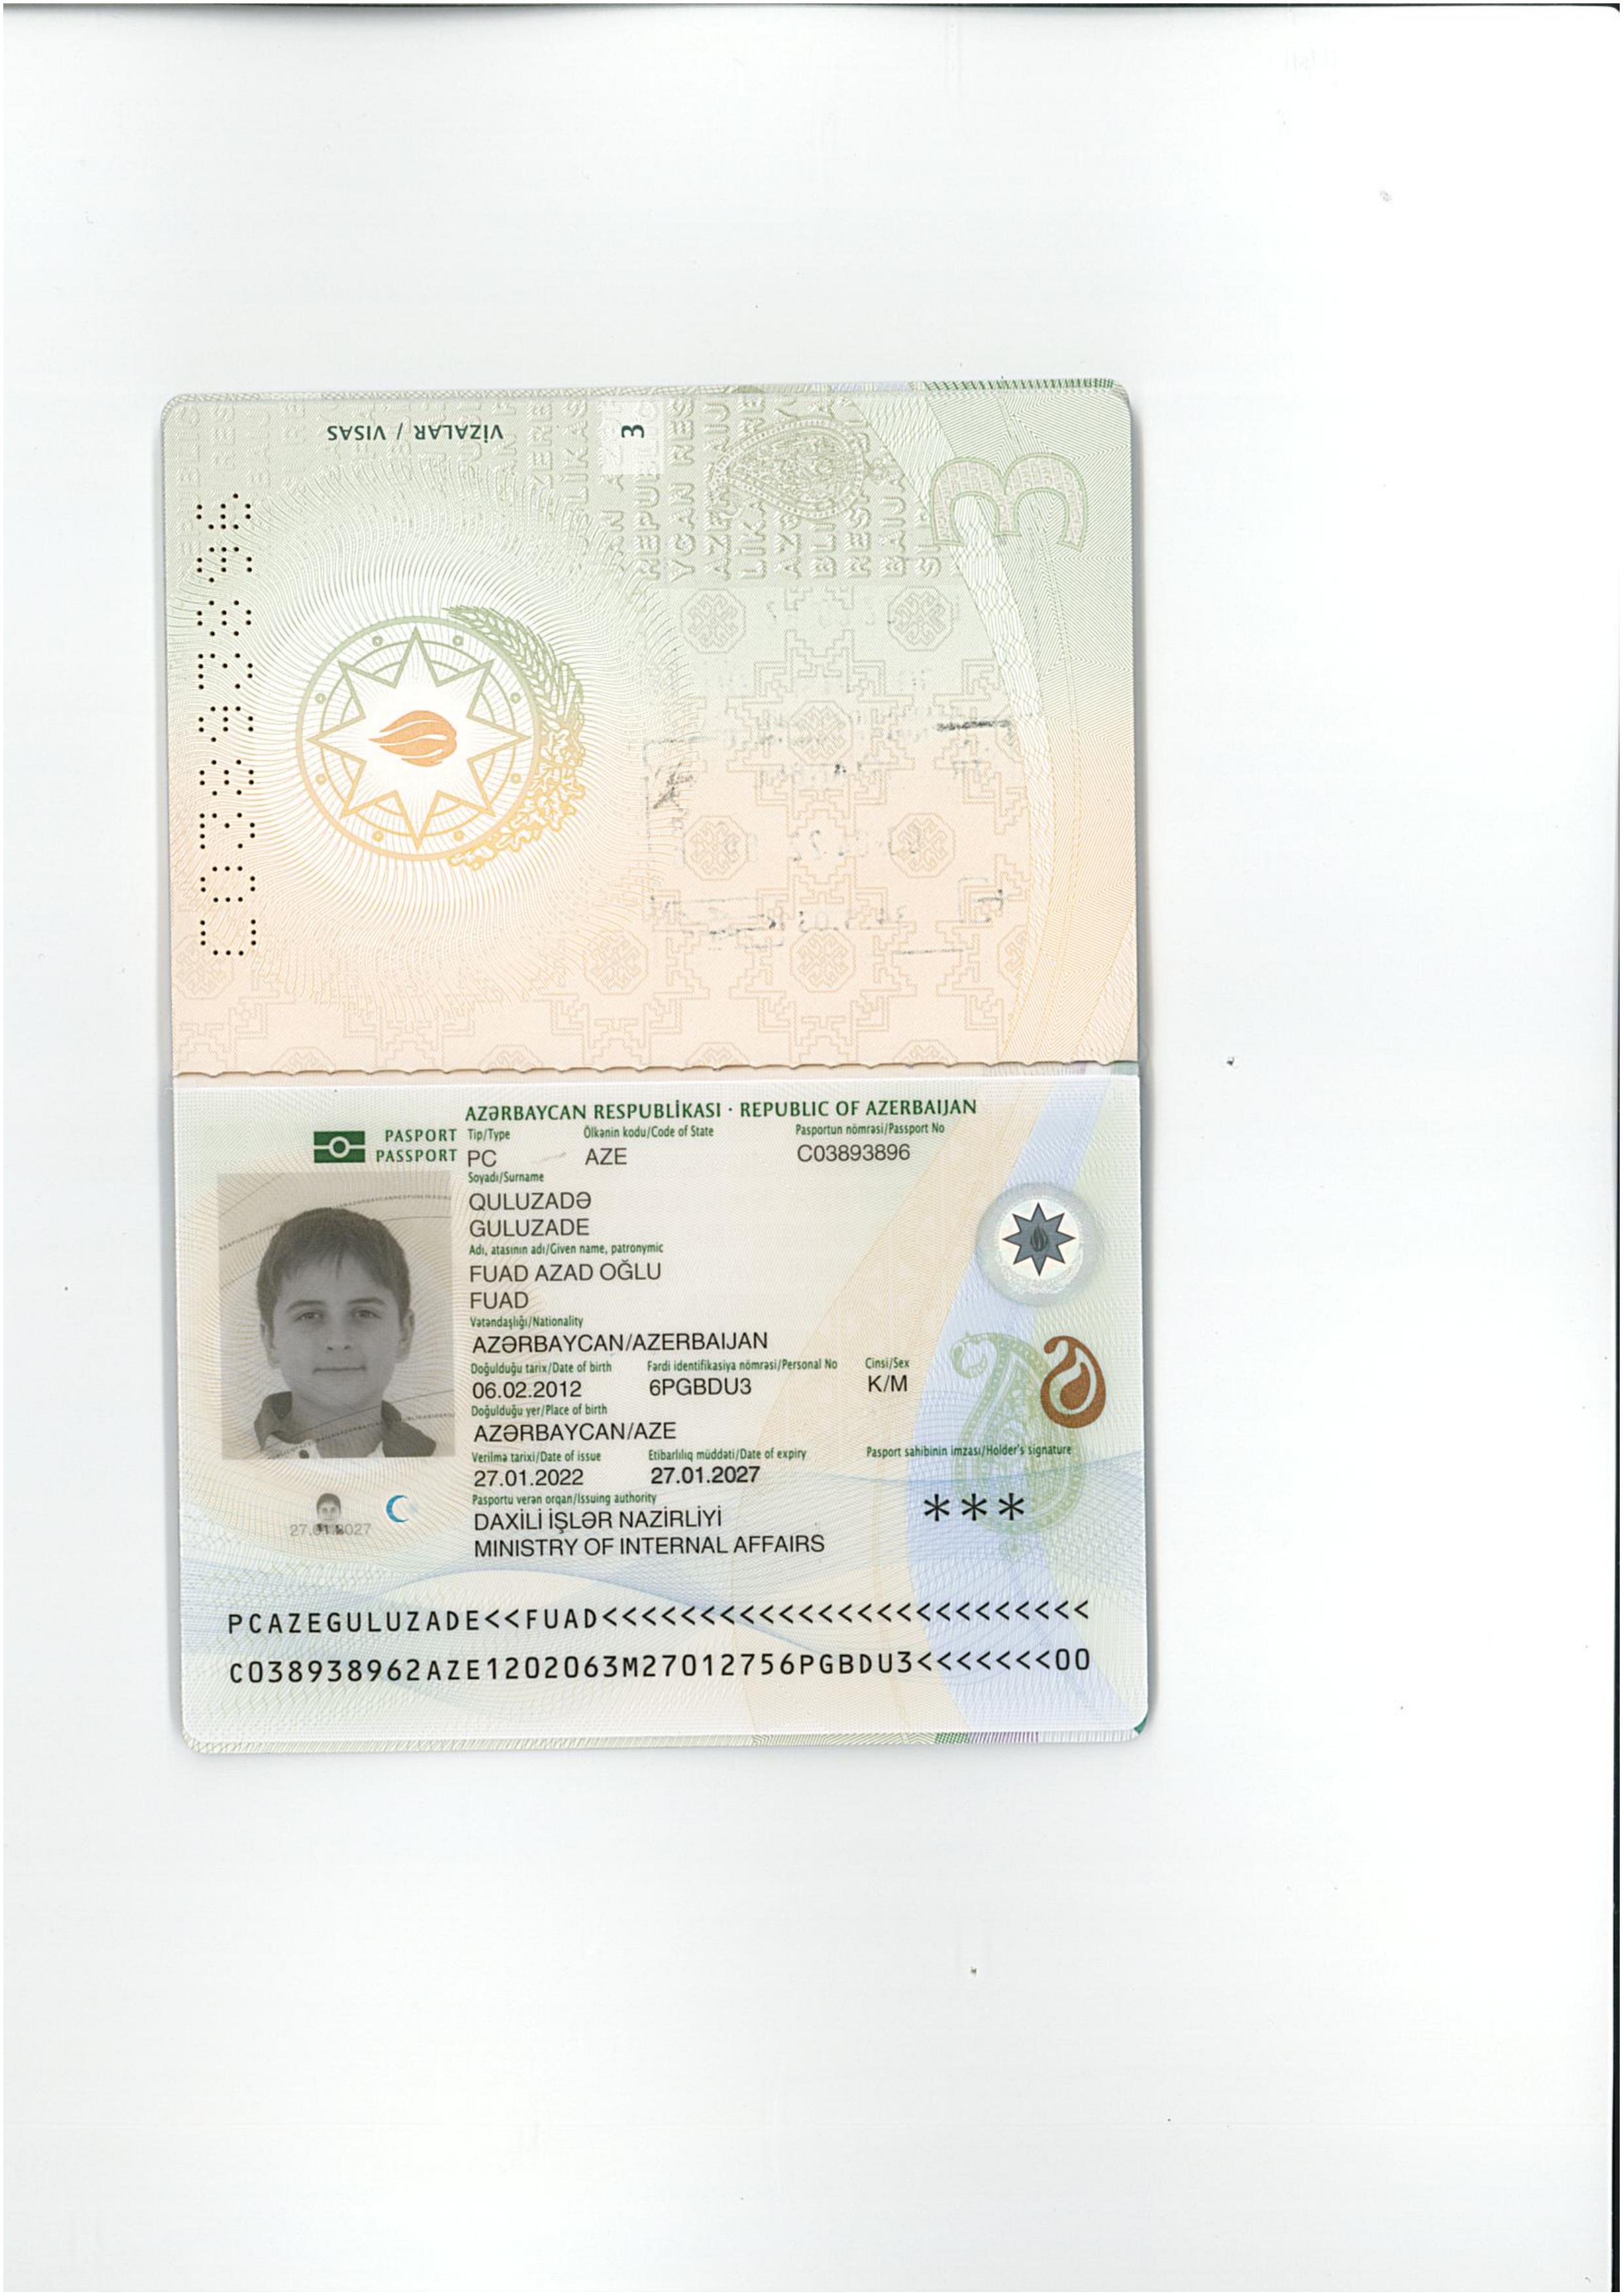 VİZALAR / VISAS
3
C03893896
AZƏRBAYCAN RESPUBLİKASI · REPUBLIC OF AZERBAIJAN
PASPORT
PASSPORT
Tip/Type
PC
Ölkənin kodu/Code of State
AZE
Pasportun nömrəsi/Passport No
C03893896
Soyadı/Surname
QULUZADƏ
GULUZADE
Adı, atasının adı/Given name, patronymic
FUAD AZAD OĞLU
FUAD
Vətəndaşlığı/Nationality
AZƏRBAYCAN/AZERBAIJAN
Doğulduğu tarix/Date of birth
06.02.2012
Fərdi identifikasiya nömrəsi/Personal No
6PGBDU3
Cinsi/Sex
K/M
Doğulduğu yer/Place of birth
AZƏRBAYCAN/AZE
Verilmə tarixi/Date of issue
27.01.2022
Etibarlılıq müddəti/Date of expiry
27.01.2027
Pasport sahibinin imzası/Holder's signature
***
Pasportu verən orqan/Issuing authority
DAXİLİ İŞLƏR NAZİRLİYİ
MINISTRY OF INTERNAL AFFAIRS
27.01.2027
PCAZEGULUZADE<<FUAD<<<<<<<<<<<<<<<<<<<<<<<<<
C038938962AZE1202063M27012756PGBDU3<<<<<<<00